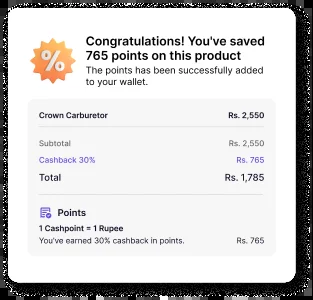 %
Congratulations! You've saved
765 points on this product
The points has been successfully added
to your wallet.
Crown Carburetor Rs. 2,550
Subtotal Rs. 2,550
Cashback 30% Rs. 765
Total Rs. 1,785
Points
1 Cashpoint = 1 Rupee
You've earned 30% cashback in points. Rs. 765